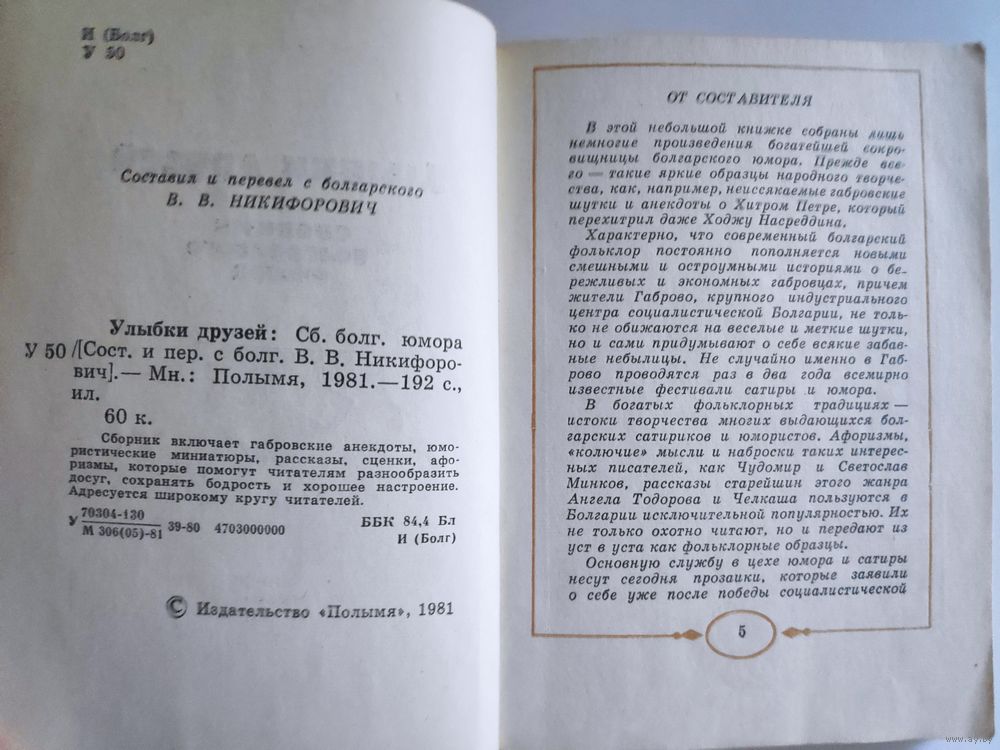 И (Болг)
У 50
Составил и перевел с болгарского
В. В. НИКИФОРОВИЧ
Улыбки друзей: Сб. болг. юмора
У 50 /[Сост. и пер. с болг. В. В. Никифоро-
вич].— Мн.: Полымя, 1981.—192 с.,
ил.
60 к.
Сборник включает габровские анекдоты, юмо-
ристические миниатюры, рассказы, сценки, афо-
ризмы, которые помогут читателям разнообразить
досуг, сохранять бодрость и хорошее настроение.
Адресуется широкому кругу читателей.
У 70304-130
М 306(05)-81 39-80 4703000000
ББК 84,4 Бл
И (Болг)
© Издательство «Полымя», 1981
ОТ СОСТАВИТЕЛЯ
В этой небольшой книжке собраны лишь
немногие произведения богатейшей сокро-
вищницы болгарского юмора. Прежде все-
го — такие яркие образцы народного творче-
ства, как, например, неиссякаемые габровские
шутки и анекдоты о Хитром Петре, который
перехитрил даже Ходжу Насреддина.
Характерно, что современный болгарский
фольклор постоянно пополняется новыми
смешными и остроумными историями о бе-
режливых и экономных габровцах, причем
жители Габрово, крупного индустриального
центра социалистической Болгарии, не толь-
ко не обижаются на веселые и меткие шутки,
но и сами придумывают о себе всякие забав-
ные небылицы. Не случайно именно в Габ-
рово проводятся раз в два года всемирно
известные фестивали сатиры и юмора.
В богатых фольклорных традициях —
истоки творчества многих выдающихся бол-
гарских сатириков и юмористов. Афоризмы,
«колючие» мысли и наброски таких интерес-
ных писателей, как Чудомир и Светослав
Минков, рассказы старейшин этого жанра
Ангела Тодорова и Челкаша пользуются в
Болгарии исключительной популярностью. Их
не только охотно читают, но и передают из
уст в уста как фольклорные образцы.
Основную службу в цехе юмора и сатиры
несут сегодня прозаики, которые заявили
о себе уже после победы социалистической
5
www.ay.by